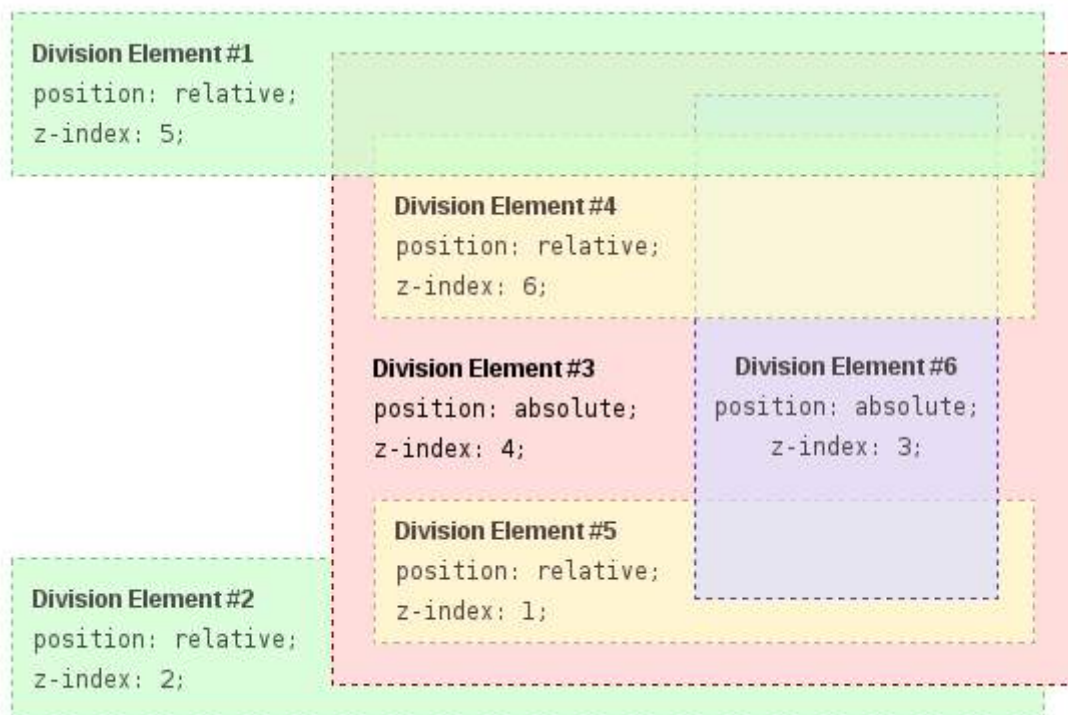 Division Element #1
position: relative;
z-index: 5;
Division Element #4
position: relative;
z-index: 6;
Division Element #3
position: absolute;
z-index: 4;
Division Element #6
position: absolute;
z-index: 3;
Division Element #5
position: relative;
z-index: 1;
Division Element #2
position: relative;
z-index: 2;